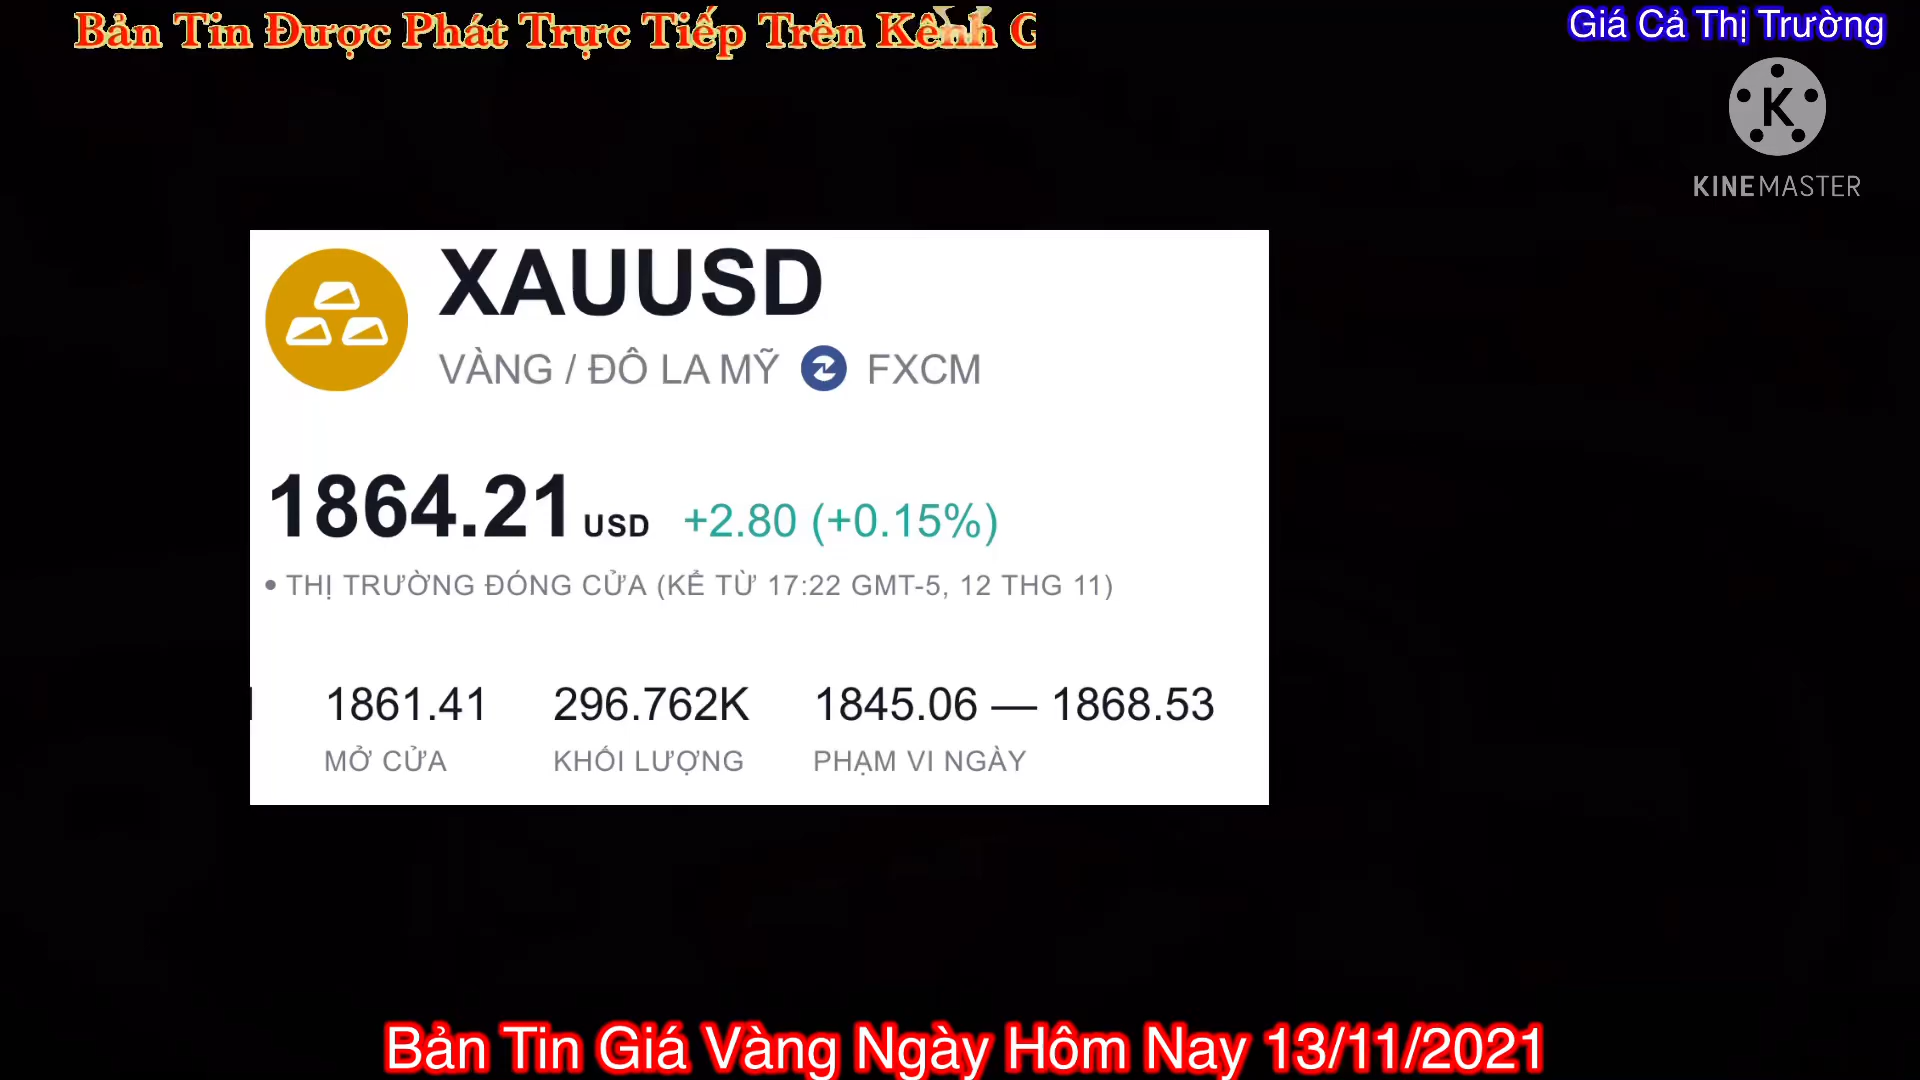 Bản Tin Được Phát Trực Tiếp Trên Kênh G
Giá Cả Thị Trường
K
KINEMASTER
XAUUSD
VÀNG / ĐÔ LA MỸ FXCM
1864.21 USD +2.80 (+0.15%)
• THỊ TRƯỜNG ĐÓNG CỬA (KỂ TỪ 17:22 GMT-5, 12 THG 11)
1861.41 296.762K 1845.06 — 1868.53
MỞ CỬA KHỐI LƯỢNG PHẠM VI NGÀY
Bản Tin Giá Vàng Ngày Hôm Nay 13/11/2021